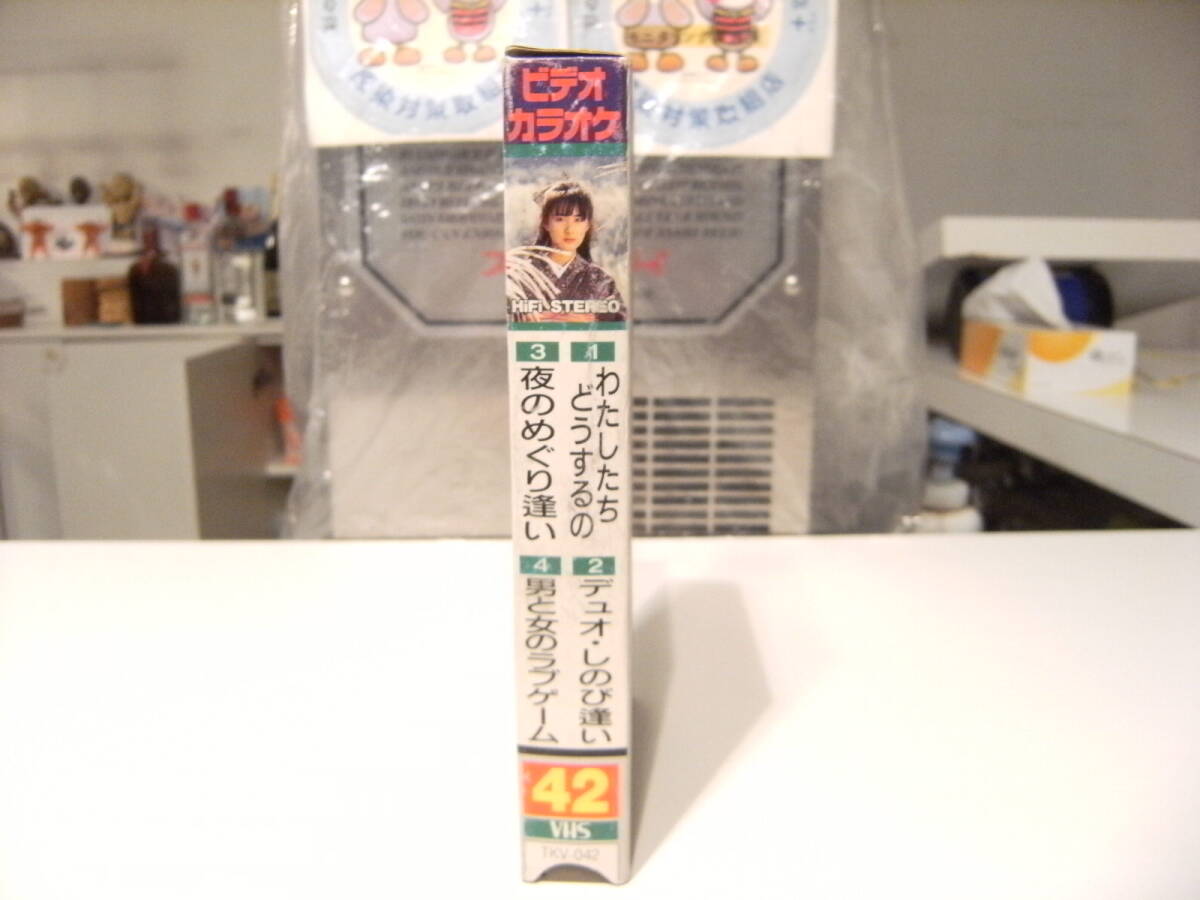 ビデオ
カラオケ
HiFi-STEREO
1
わたしたち
どうするの
2
デュオ・しのび逢い
3
夜のめぐり逢い
4
男と女のラブゲーム
42
VHS
TKV-042